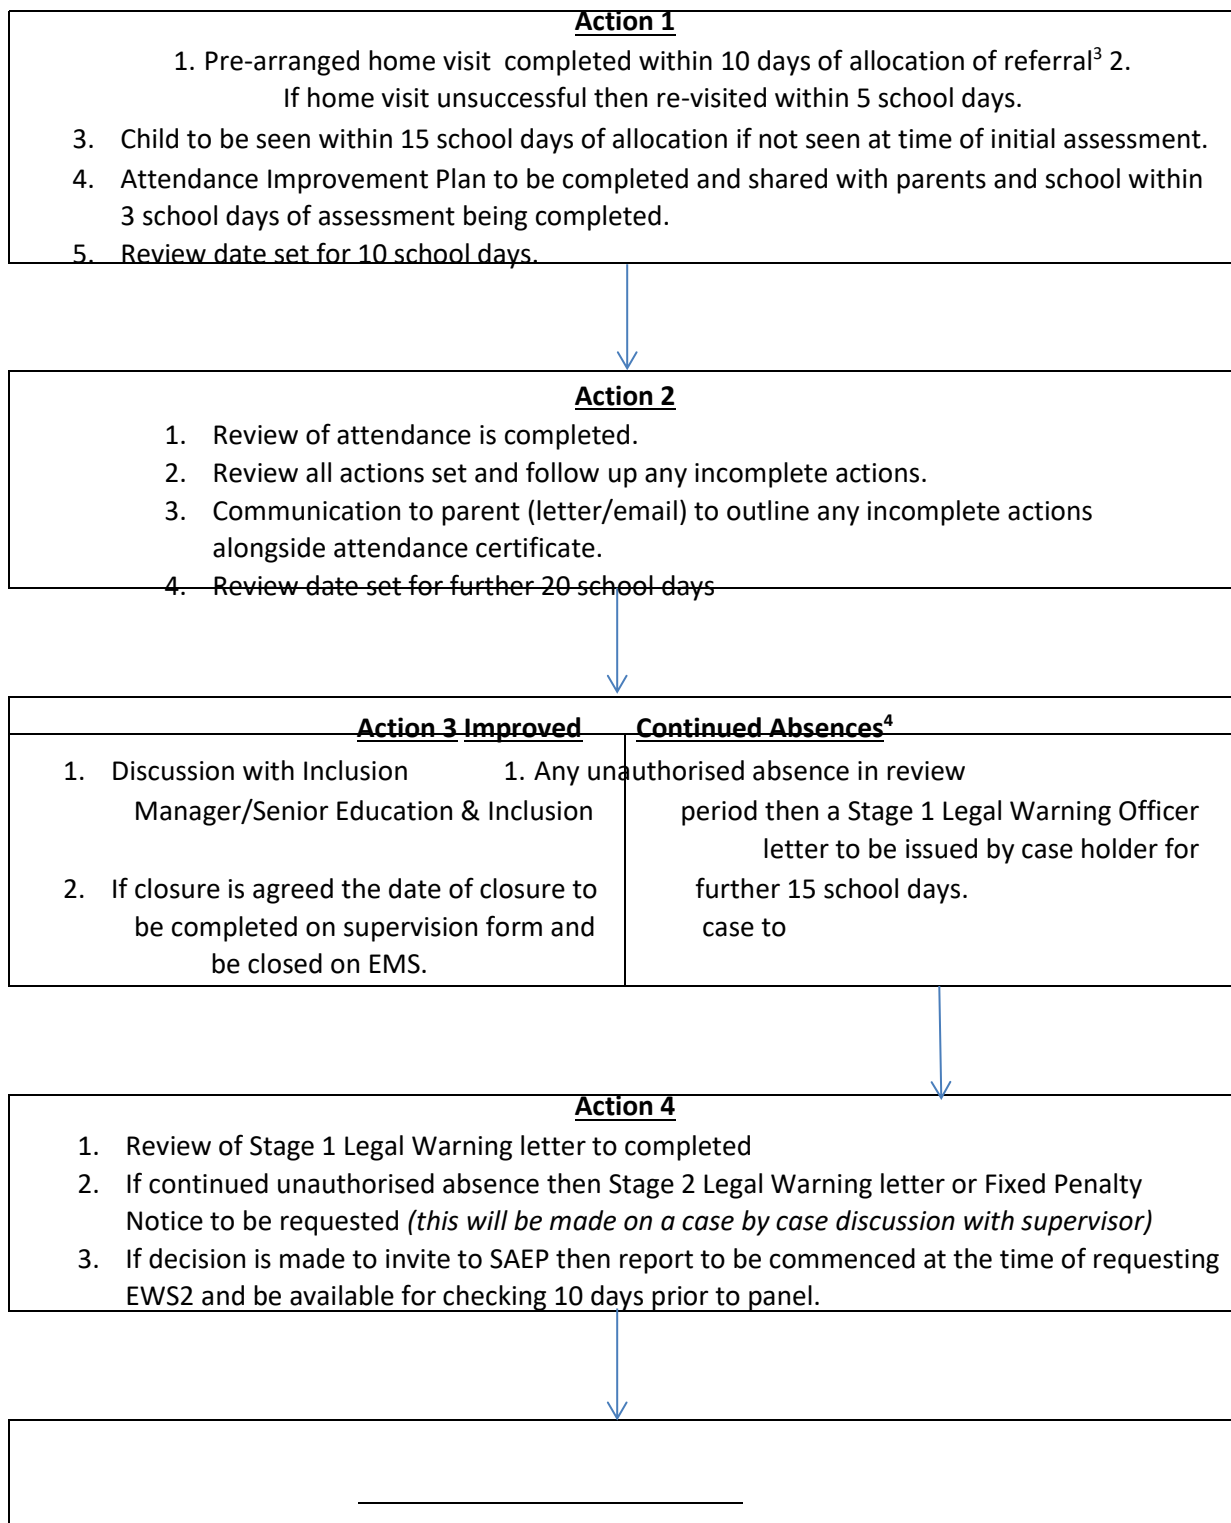 Action 1
1. Pre-arranged home visit completed within 10 days of allocation of referral3 2.
If home visit unsuccessful then re-visited within 5 school days.
3. Child to be seen within 15 school days of allocation if not seen at time of initial assessment.
4. Attendance Improvement Plan to be completed and shared with parents and school within
3 school days of assessment being completed.
5. Review date set for 10 school days.
Action 2
1. Review of attendance is completed.
2. Review all actions set and follow up any incomplete actions.
3. Communication to parent (letter/email) to outline any incomplete actions
alongside attendance certificate.
4. Review date set for further 20 school days
Action 3 Improved Continued Absences4
1. Discussion with Inclusion 1. Any unauthorised absence in review
Manager/Senior Education & Inclusion period then a Stage 1 Legal Warning Officer
letter to be issued by case holder for
2. If closure is agreed the date of closure to further 15 school days.
be completed on supervision form and case to
be closed on EMS.
Action 4
1. Review of Stage 1 Legal Warning letter to completed
2. If continued unauthorised absence then Stage 2 Legal Warning letter or Fixed Penalty
Notice to be requested (this will be made on a case by case discussion with supervisor)
3. If decision is made to invite to SAEP then report to be commenced at the time of requesting
EWS2 and be available for checking 10 days prior to panel.